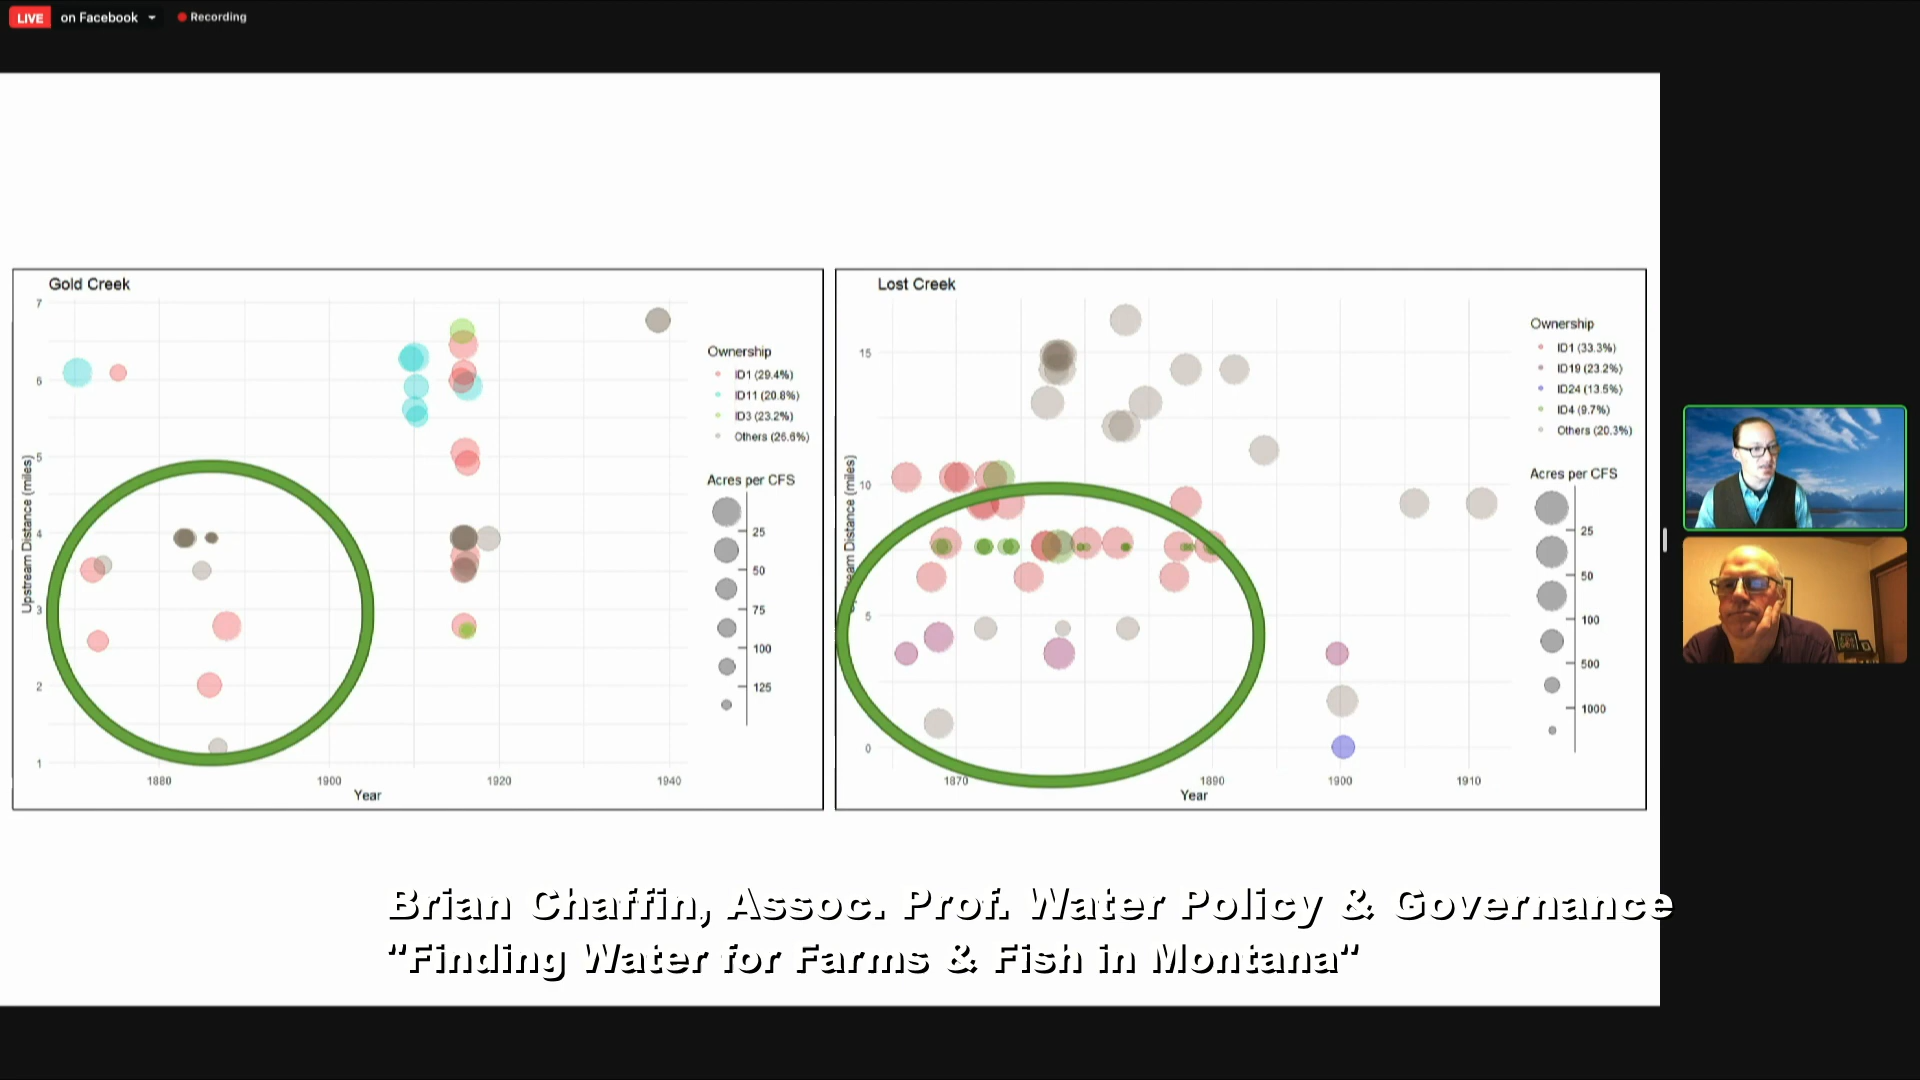 LIVE on Facebook Recording
Gold Creek
7
6
5
4
3
2
1
Upstream Distance (miles)
1880 1900 1920 1940
Year
Ownership
ID1 (29.4%)
ID11 (20.8%)
ID3 (23.2%)
Others (26.6%)
Acres per CFS
25
50
75
100
125
Lost Creek
15
10
5
0
eam Distance (miles)
1870 1890 1900 1910
Year
Ownership
ID1 (33.3%)
ID19 (23.2%)
ID24 (13.5%)
ID4 (9.7%)
Others (20.3%)
Acres per CFS
25
50
100
500
1000
Brian Chaffin, Assoc. Prof. Water Policy & Governance
"Finding Water for Farms & Fish in Montana"